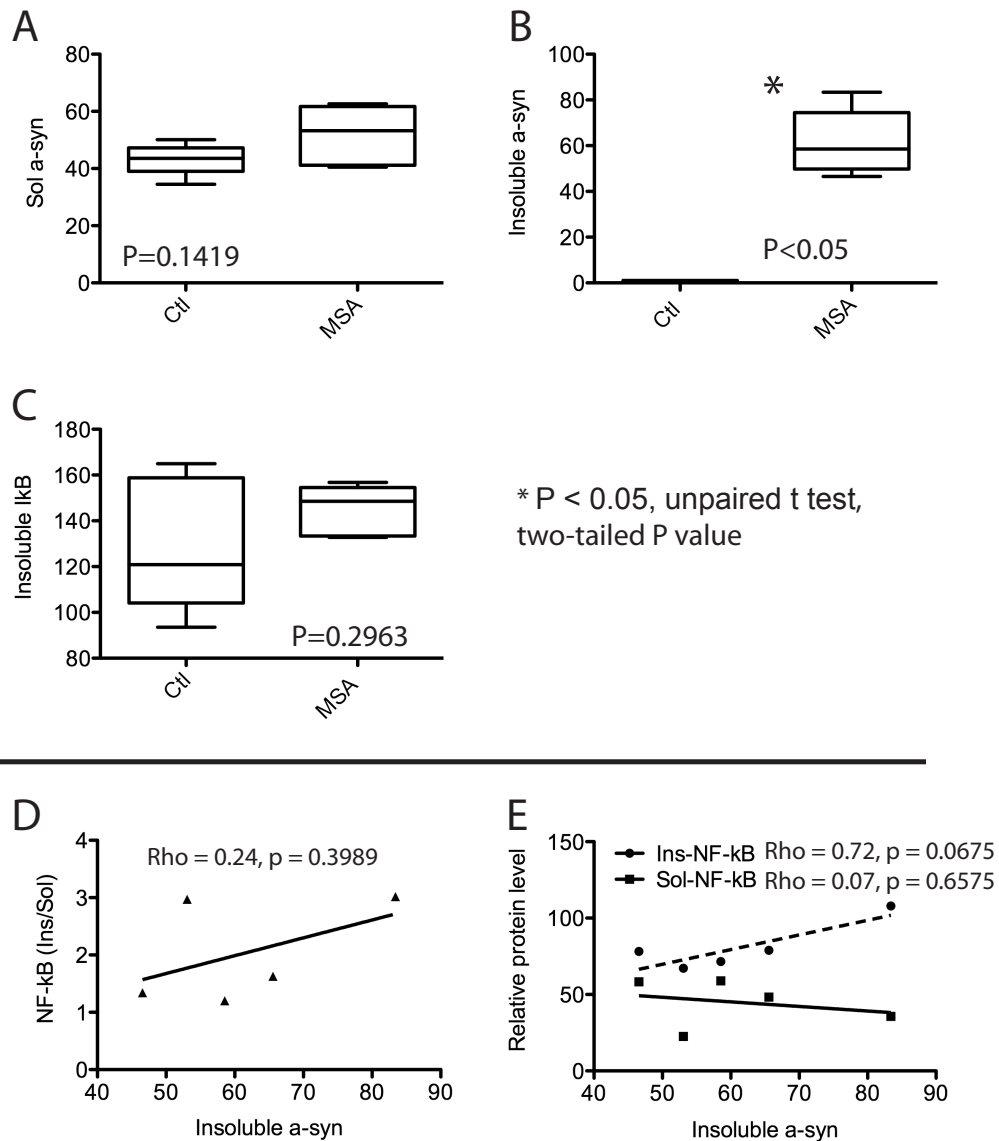 A
Sol a-syn
80
60
40
20
0
P=0.1419
Ctl
MSA
B
Insoluble a-syn
100
80
60
40
20
0
*
P<0.05
Ctl
MSA
C
Insoluble IkB
180
160
140
120
100
80
P=0.2963
Ctl
MSA
* P < 0.05, unpaired t test,
two-tailed P value
D
NF-kB (Ins/Sol)
4
3
2
1
0
Rho = 0.24, p = 0.3989
40 50 60 70 80 90
Insoluble a-syn
E
Relative protein level
150
100
50
0
Ins-NF-kB Rho = 0.72, p = 0.0675
Sol-NF-kB Rho = 0.07, p = 0.6575
40 50 60 70 80 90
Insoluble a-syn